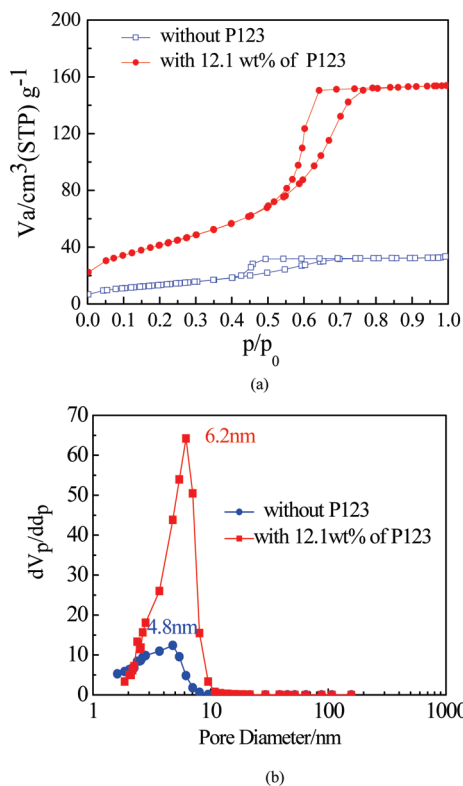 (a)
without P123
with 12.1 wt% of P123
Va/cm³(STP) g⁻¹
200
160
120
80
40
0
0.0 0.1 0.2 0.3 0.4 0.5 0.6 0.7 0.8 0.9 1.0
p/p₀
(a)
70
60
50
40
30
20
10
0
dVₚ/ddₚ
6.2nm
without P123
with 12.1wt% of P123
4.8nm
1 10 100 1000
Pore Diameter/nm
(b)